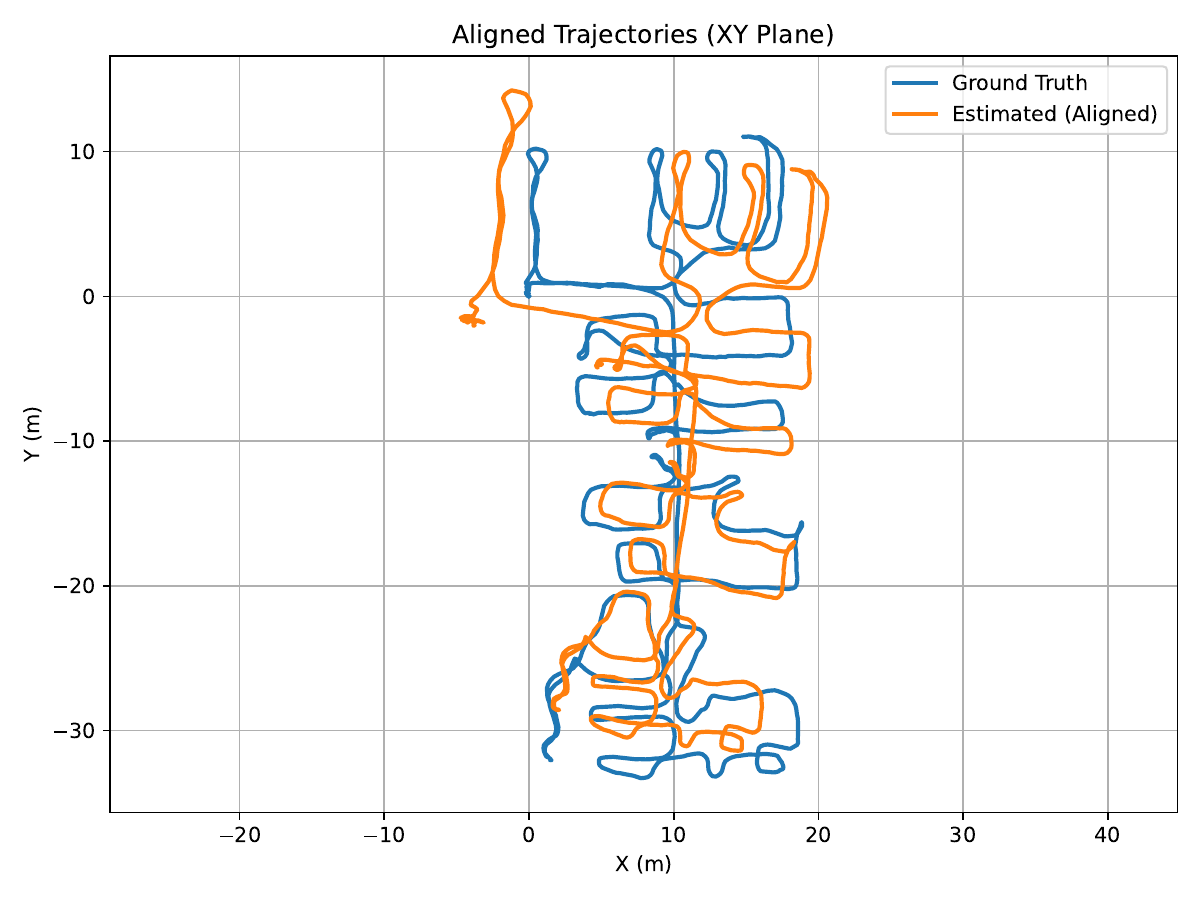 Aligned Trajectories (XY Plane)
Ground Truth
Estimated (Aligned)
10
0
−10
−20
−30
Y (m)
−20
−10
0
10
20
30
40
X (m)